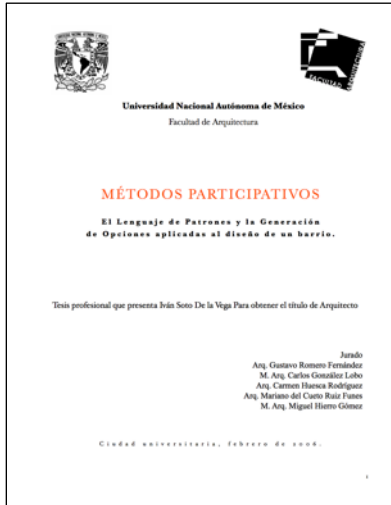 FACULTAD
ARQUITECTURA
Universidad Nacional Autónoma de México
Facultad de Arquitectura
MÉTODOS PARTICIPATIVOS
El Lenguaje de Patrones y la Generación
de Opciones aplicadas al diseño de un barrio.
Tesis profesional que presenta Iván Soto De la Vega Para obtener el título de Arquitecto
Jurado
Arq. Gustavo Romero Fernández
M. Arq. Carlos González Lobo
Arq. Carmen Huesca Rodríguez
Arq. Mariano del Cueto Ruiz Funes
M. Arq. Miguel Hierro Gómez
Ciudad universitaria, febrero de 2006.